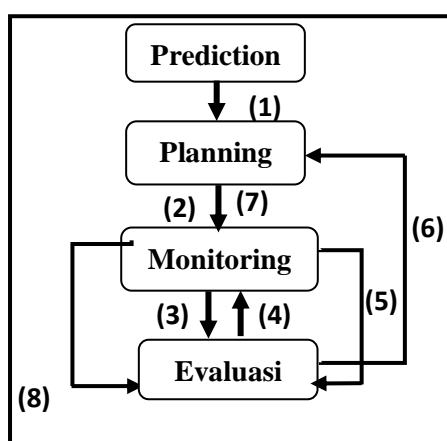 Prediction
(1)
Planning
(2) (7)
(6)
Monitoring
(3) (4) (5)
Evaluasi
(8)